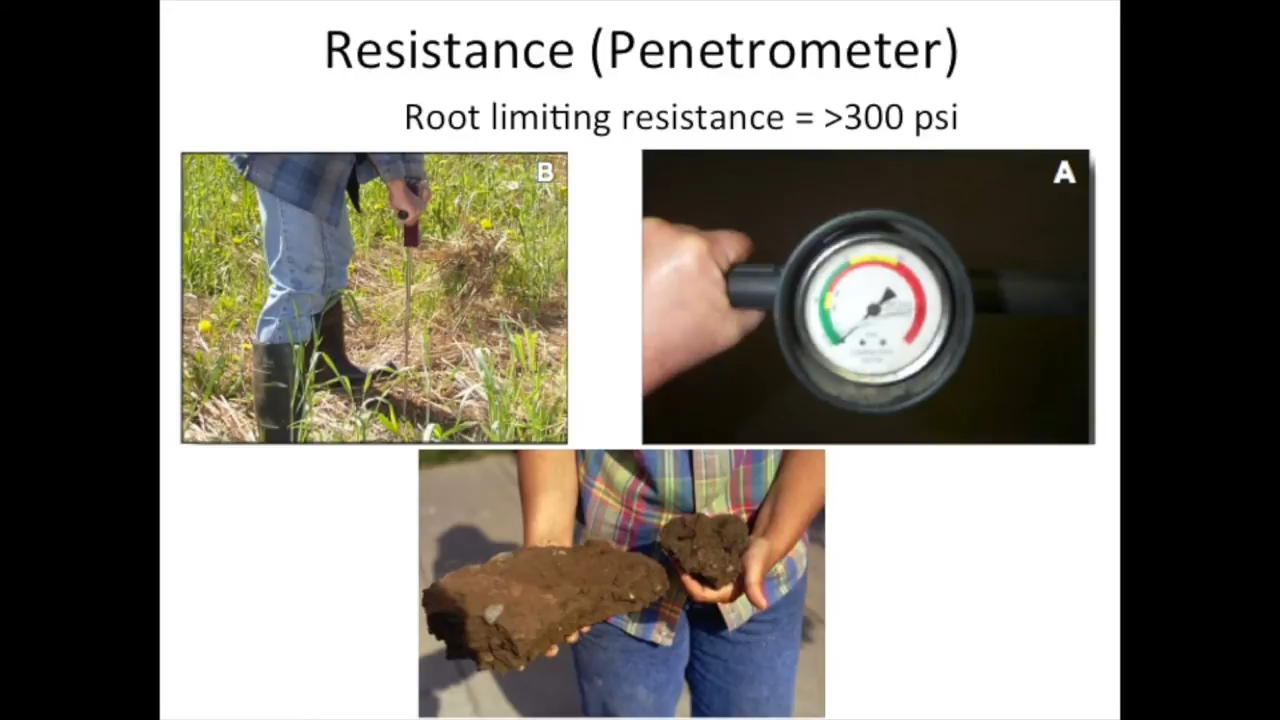 Resistance (Penetrometer)
Root limiting resistance = >300 psi
B
A